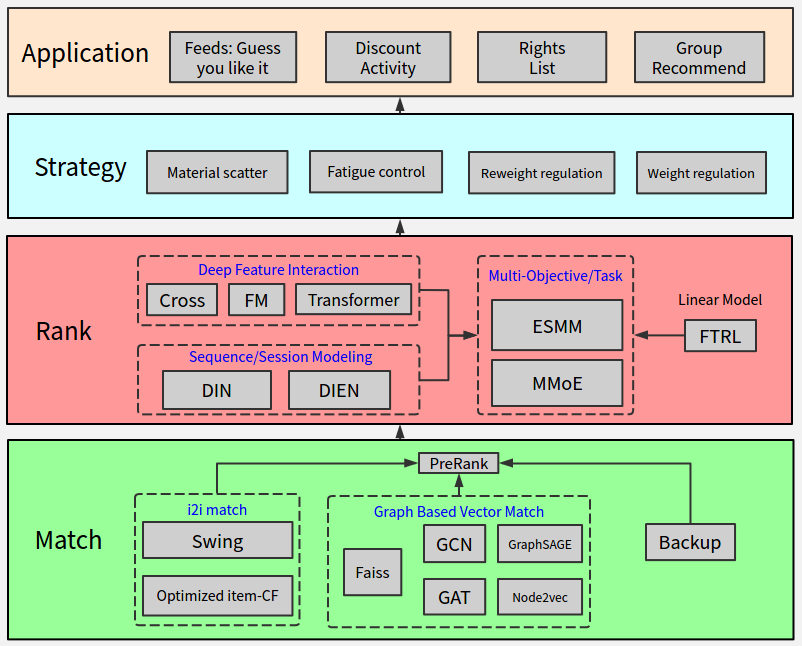 Application
Feeds: Guess
you like it
Discount
Activity
Rights
List
Group
Recommend
Strategy
Material scatter
Fatigue control
Reweight regulation
Weight regulation
Rank
Deep Feature Interaction
Cross
FM
Transformer
Sequence/Session Modeling
DIN
DIEN
Multi-Objective/Task
ESMM
MMoE
Linear Model
FTRL
Match
PreRank
i2i match
Swing
Optimized item-CF
Graph Based Vector Match
Faiss
GCN
GraphSAGE
GAT
Node2vec
Backup